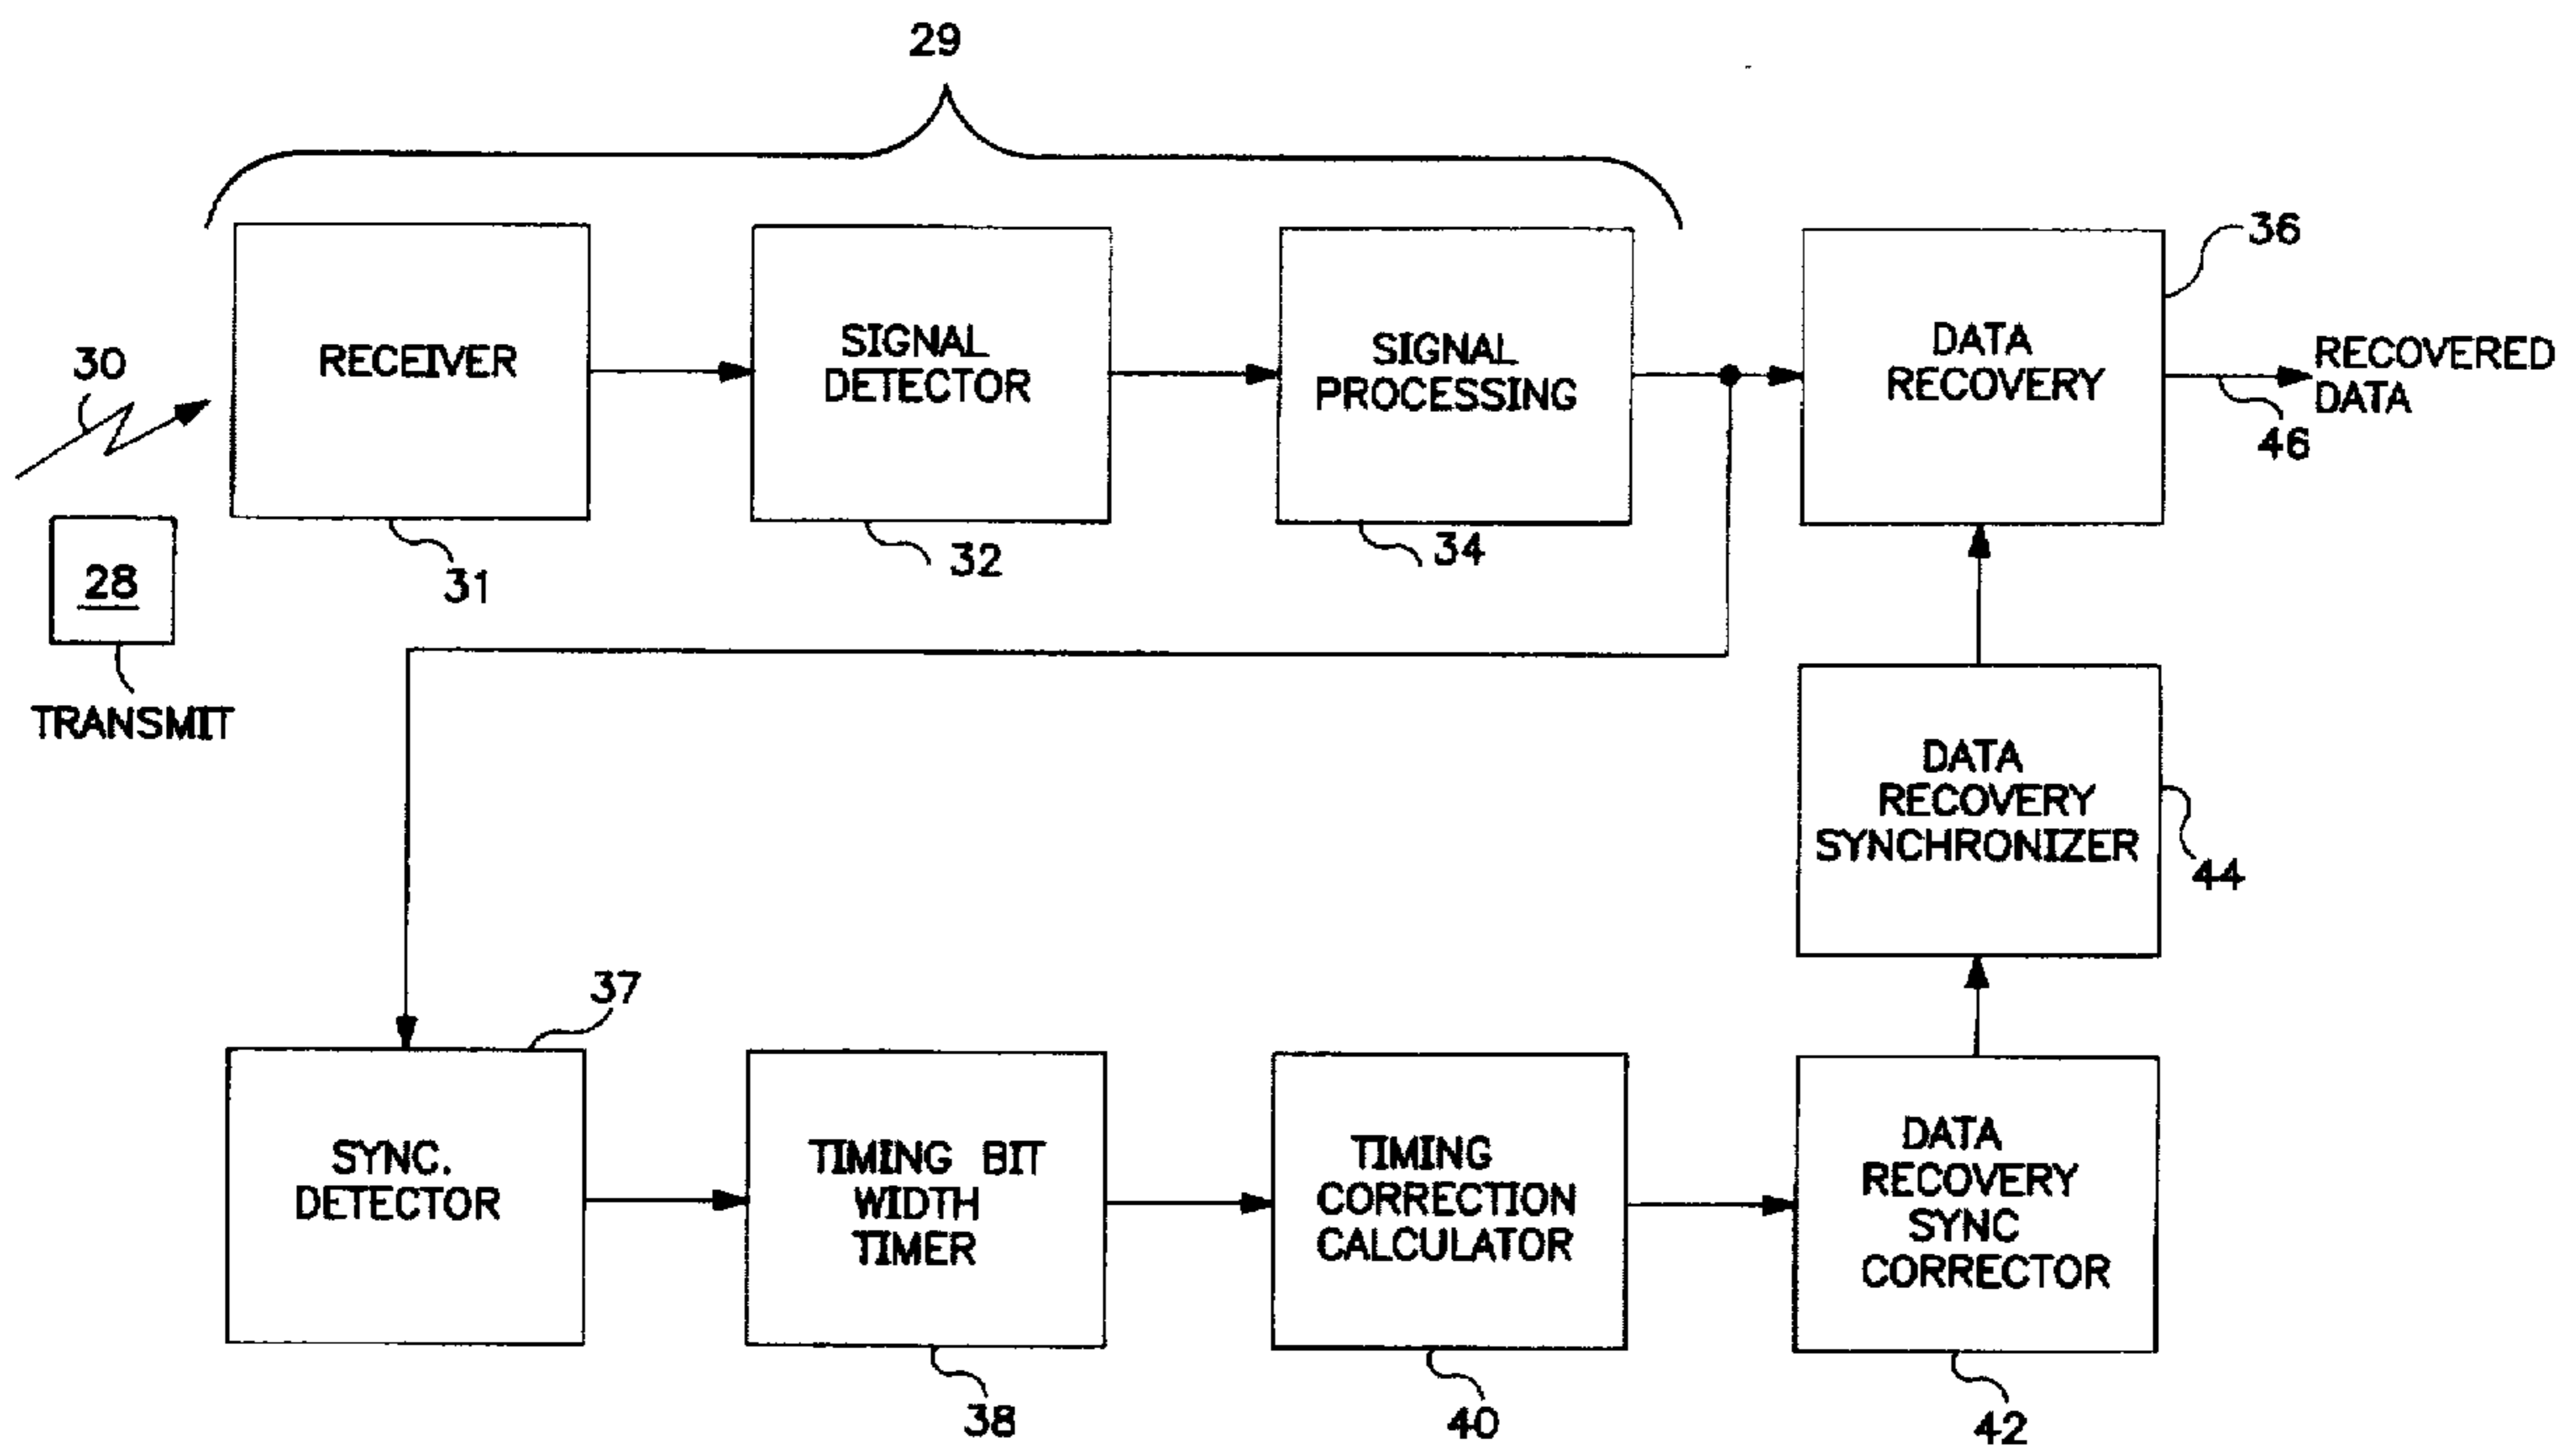 29
30
RECEIVER
31
SIGNAL
DETECTOR
32
SIGNAL
PROCESSING
34
DATA
RECOVERY
36
RECOVERED
DATA
46
28
TRANSMIT
DATA
RECOVERY
SYNCHRONIZER
44
37
SYNC.
DETECTOR
TIMING BIT
WIDTH
TIMER
38
TIMING
CORRECTION
CALCULATOR
40
DATA
RECOVERY
SYNC
CORRECTOR
42